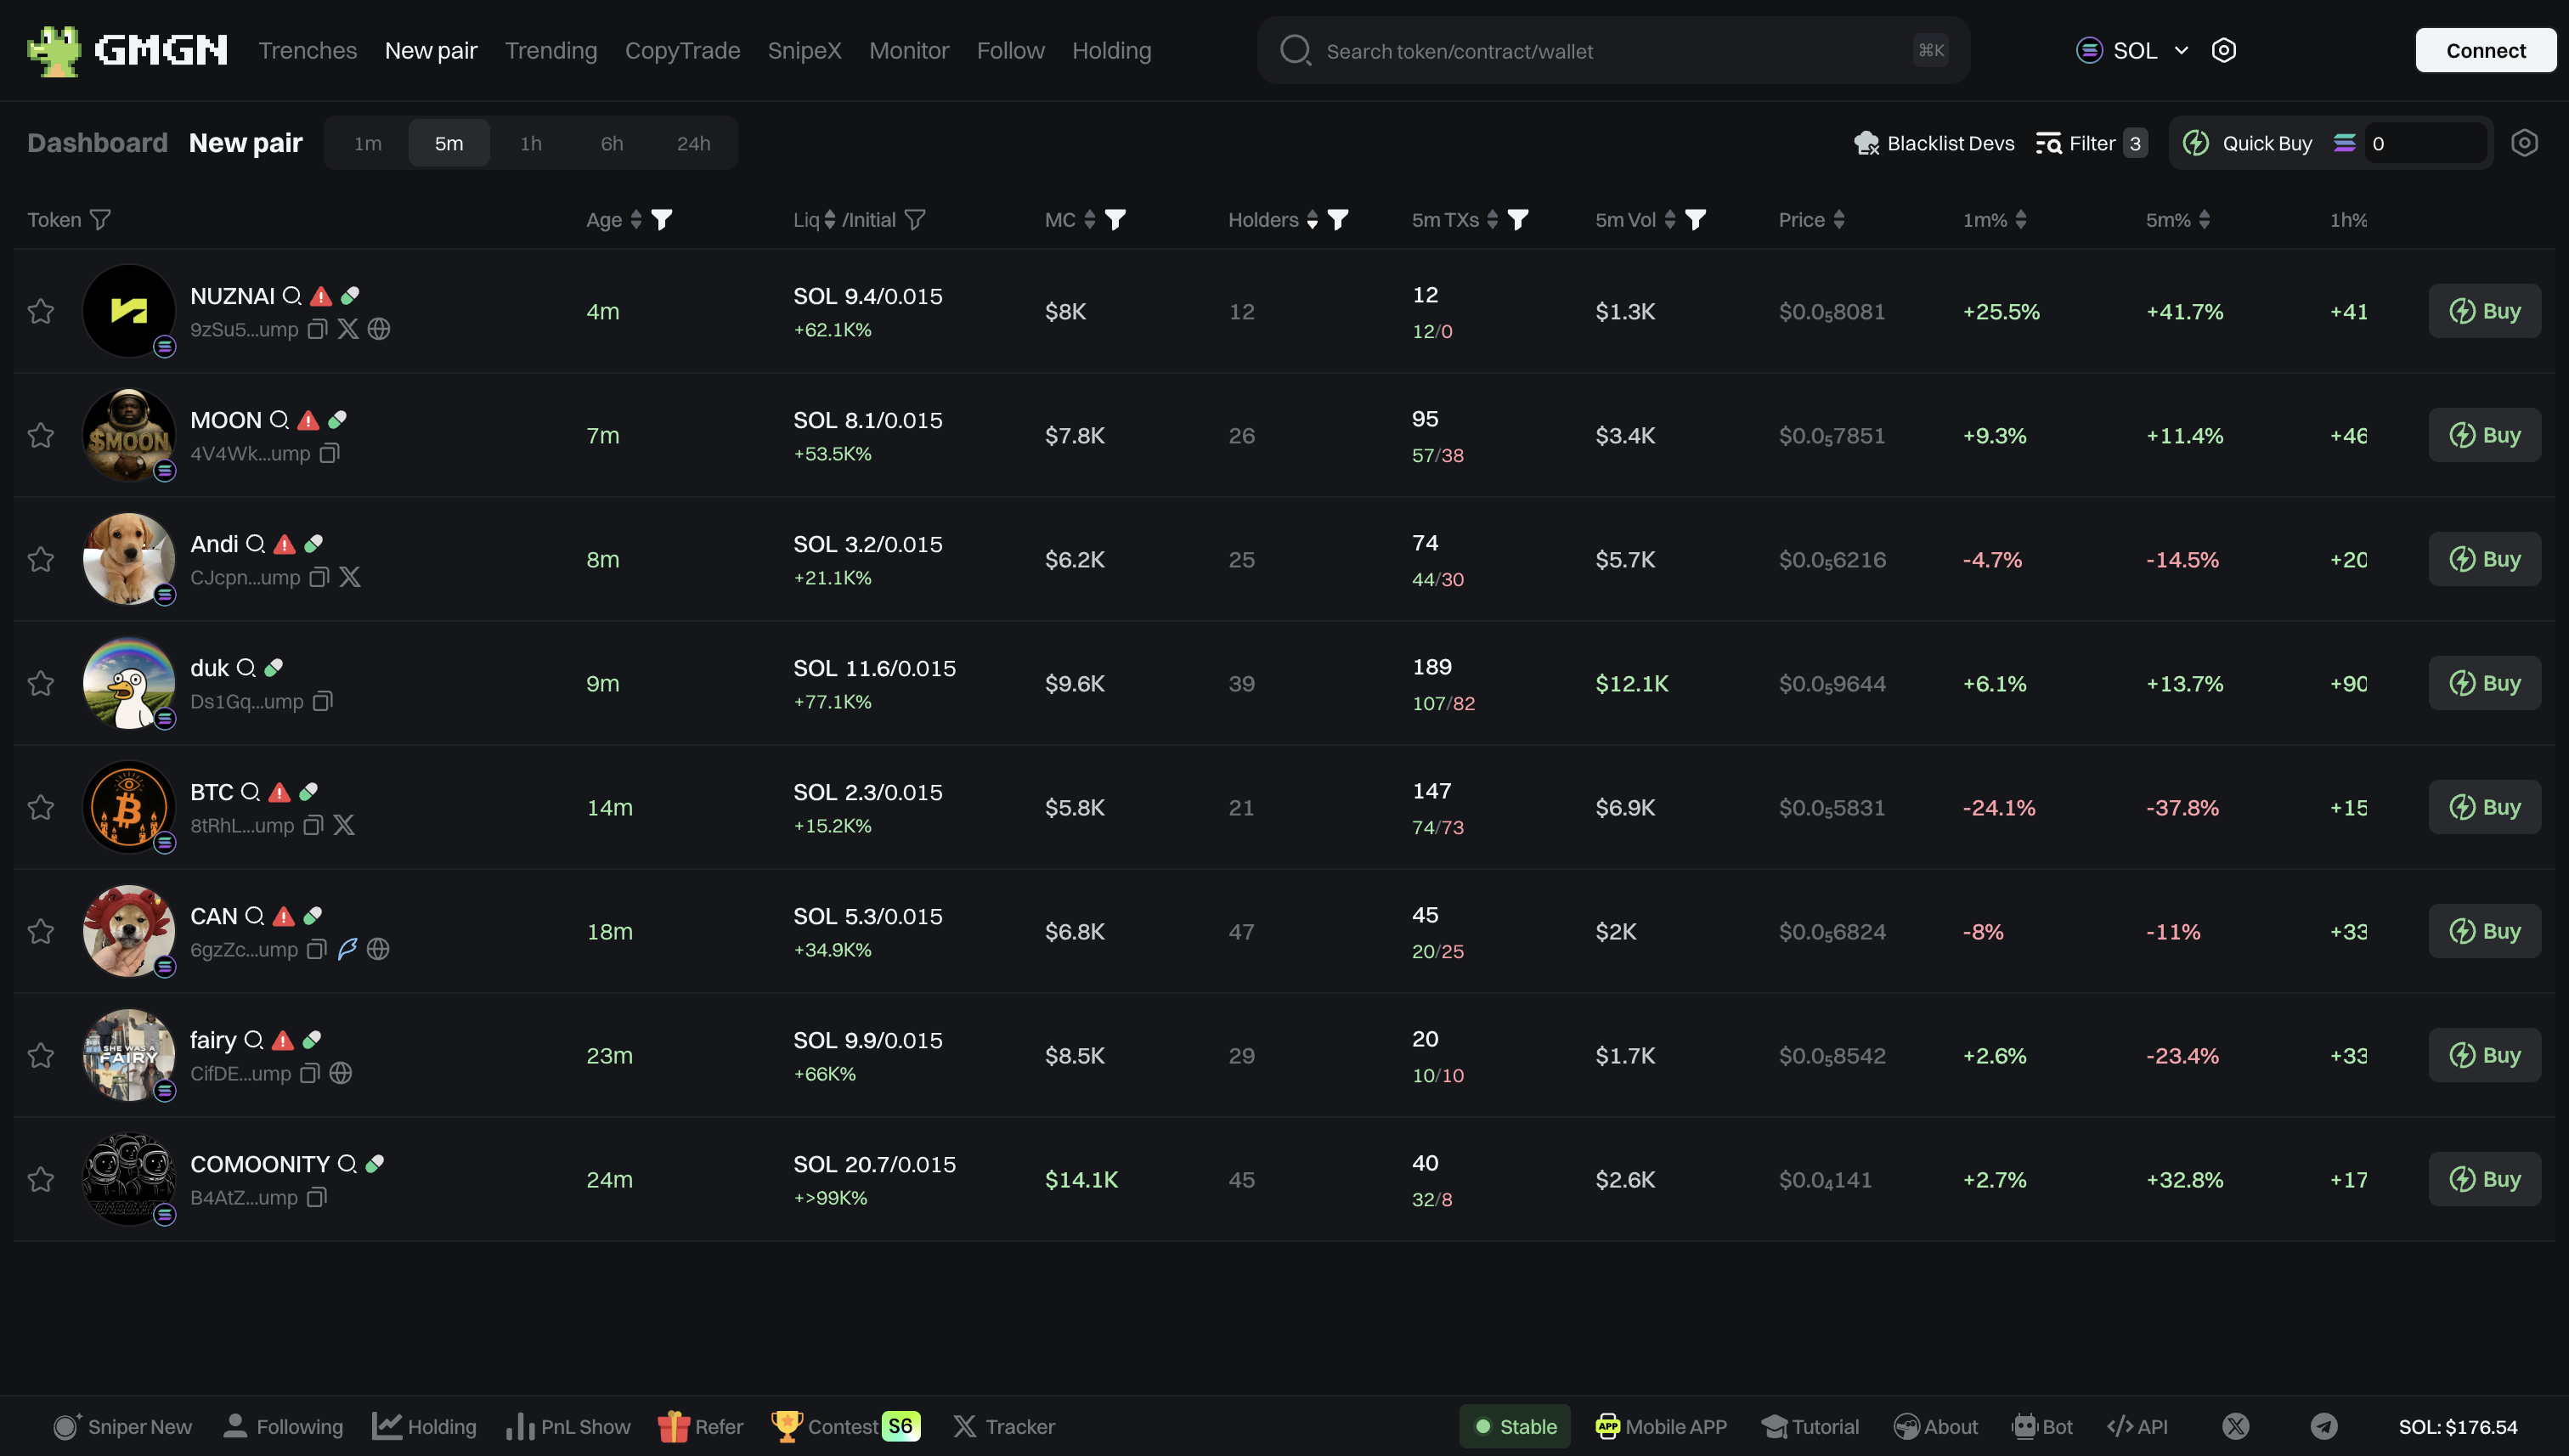 GMGN Trenches New pair Trending CopyTrade SnipeX Monitor Follow Holding Search token/contract/wallet ⌘K SOL Connect
Dashboard New pair 1m 5m 1h 6h 24h Blacklist Devs Filter 3 Quick Buy 0
Token Age Liq /Initial MC Holders 5m TXs 5m Vol Price 1m% 5m% 1h%
NUZNAI
9zSu5...ump
4m
SOL 9.4/0.015
+62.1K%
$8K
12
12
12/0
$1.3K
$0.0₅8081
+25.5%
+41.7%
+41
Buy
$MOON
MOON
4V4Wk...ump
7m
SOL 8.1/0.015
+53.5K%
$7.8K
26
95
57/38
$3.4K
$0.0₅7851
+9.3%
+11.4%
+46
Buy
Andi
CJcpn...ump
8m
SOL 3.2/0.015
+21.1K%
$6.2K
25
74
44/30
$5.7K
$0.0₅6216
-4.7%
-14.5%
+20
Buy
duk
Ds1Gq...ump
9m
SOL 11.6/0.015
+77.1K%
$9.6K
39
189
107/82
$12.1K
$0.0₅9644
+6.1%
+13.7%
+90
Buy
BTC
8tRhL...ump
14m
SOL 2.3/0.015
+15.2K%
$5.8K
21
147
74/73
$6.9K
$0.0₅5831
-24.1%
-37.8%
+15
Buy
CAN
6gzZc...ump
18m
SOL 5.3/0.015
+34.9K%
$6.8K
47
45
20/25
$2K
$0.0₅6824
-8%
-11%
+33
Buy
SHE WAS A
FAIRY
fairy
CifDE...ump
23m
SOL 9.9/0.015
+66K%
$8.5K
29
20
10/10
$1.7K
$0.0₅8542
+2.6%
-23.4%
+33
Buy
COMOONITY
B4AtZ...ump
24m
SOL 20.7/0.015
+>99K%
$14.1K
45
40
32/8
$2.6K
$0.0₄141
+2.7%
+32.8%
+17
Buy
Sniper New Following Holding PnL Show Refer Contest S6 Tracker Stable APP Mobile APP Tutorial About Bot API SOL: $176.54